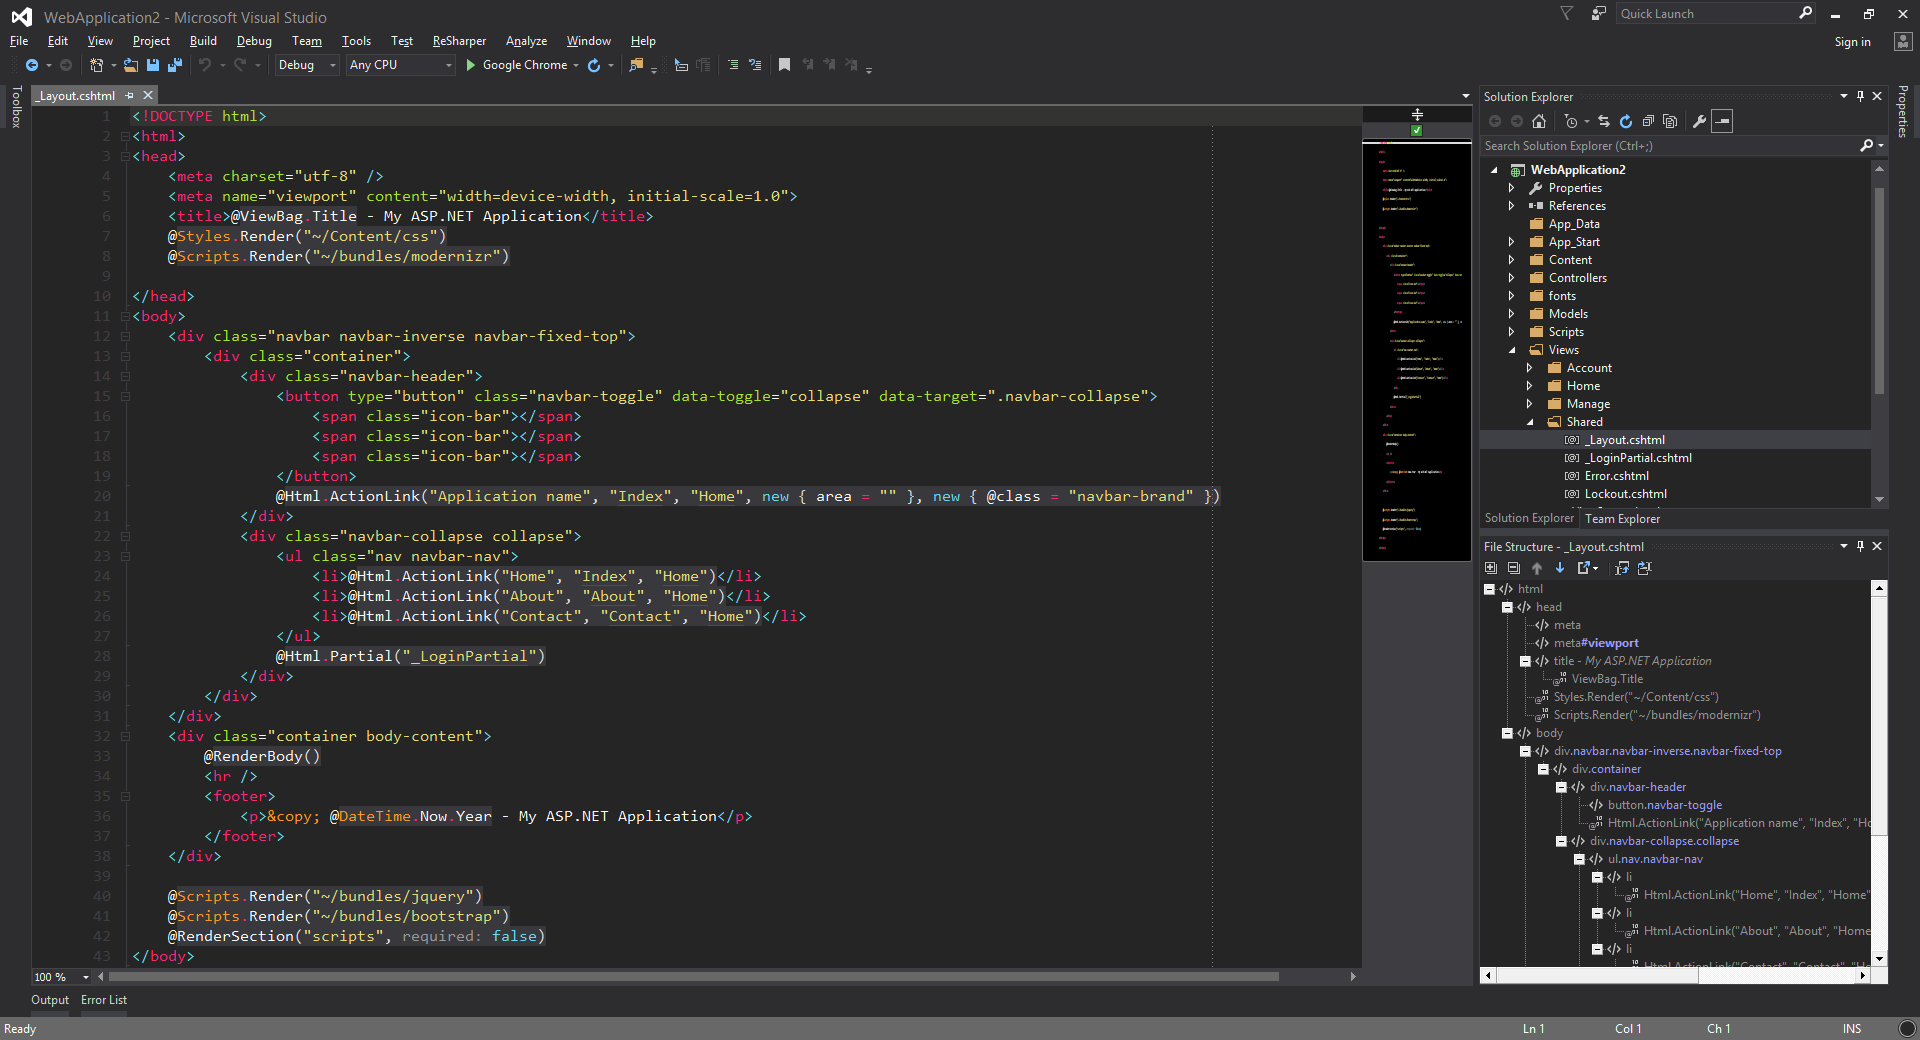 WebApplication2 - Microsoft Visual Studio
Quick Launch
File Edit View Project Build Debug Team Tools Test ReSharper Analyze Window Help
Sign in
Debug Any CPU Google Chrome
Toolbox
_Layout.cshtml
1 <!DOCTYPE html>
2 <html>
3 <head>
4     <meta charset="utf-8" />
5     <meta name="viewport" content="width=device-width, initial-scale=1.0">
6     <title>@ViewBag.Title - My ASP.NET Application</title>
7     @Styles.Render("~/Content/css")
8     @Scripts.Render("~/bundles/modernizr")
9
10 </head>
11 <body>
12     <div class="navbar navbar-inverse navbar-fixed-top">
13         <div class="container">
14             <div class="navbar-header">
15                 <button type="button" class="navbar-toggle" data-toggle="collapse" data-target=".navbar-collapse">
16                     <span class="icon-bar"></span>
17                     <span class="icon-bar"></span>
18                     <span class="icon-bar"></span>
19                 </button>
20                 @Html.ActionLink("Application name", "Index", "Home", new { area = "" }, new { @class = "navbar-brand" })
21             </div>
22             <div class="navbar-collapse collapse">
23                 <ul class="nav navbar-nav">
24                     <li>@Html.ActionLink("Home", "Index", "Home")</li>
25                     <li>@Html.ActionLink("About", "About", "Home")</li>
26                     <li>@Html.ActionLink("Contact", "Contact", "Home")</li>
27                 </ul>
28                 @Html.Partial("_LoginPartial")
29             </div>
30         </div>
31     </div>
32     <div class="container body-content">
33         @RenderBody()
34         <hr />
35         <footer>
36             <p>&copy; @DateTime.Now.Year - My ASP.NET Application</p>
37         </footer>
38     </div>
39
40     @Scripts.Render("~/bundles/jquery")
41     @Scripts.Render("~/bundles/bootstrap")
42     @RenderSection("scripts", required: false)
43 </body>
100 %
Output Error List
Solution Explorer
Search Solution Explorer (Ctrl+;)
WebApplication2
Properties
References
App_Data
App_Start
Content
Controllers
fonts
Models
Scripts
Views
Account
Home
Manage
Shared
_Layout.cshtml
_LoginPartial.cshtml
Error.cshtml
Lockout.cshtml
Solution Explorer Team Explorer
File Structure - _Layout.cshtml
html
head
meta
meta#viewport
title - My ASP.NET Application
ViewBag.Title
Styles.Render("~/Content/css")
Scripts.Render("~/bundles/modernizr")
body
div.navbar.navbar-inverse.navbar-fixed-top
div.container
div.navbar-header
button.navbar-toggle
Html.ActionLink("Application name", "Index", "Ho
div.navbar-collapse.collapse
ul.nav.navbar-nav
li
Html.ActionLink("Home", "Index", "Home"
li
Html.ActionLink("About", "About", "Home
li
Html.ActionLink("Contact", "Contact", "Ho
Properties
Ready Ln 1 Col 1 Ch 1 INS